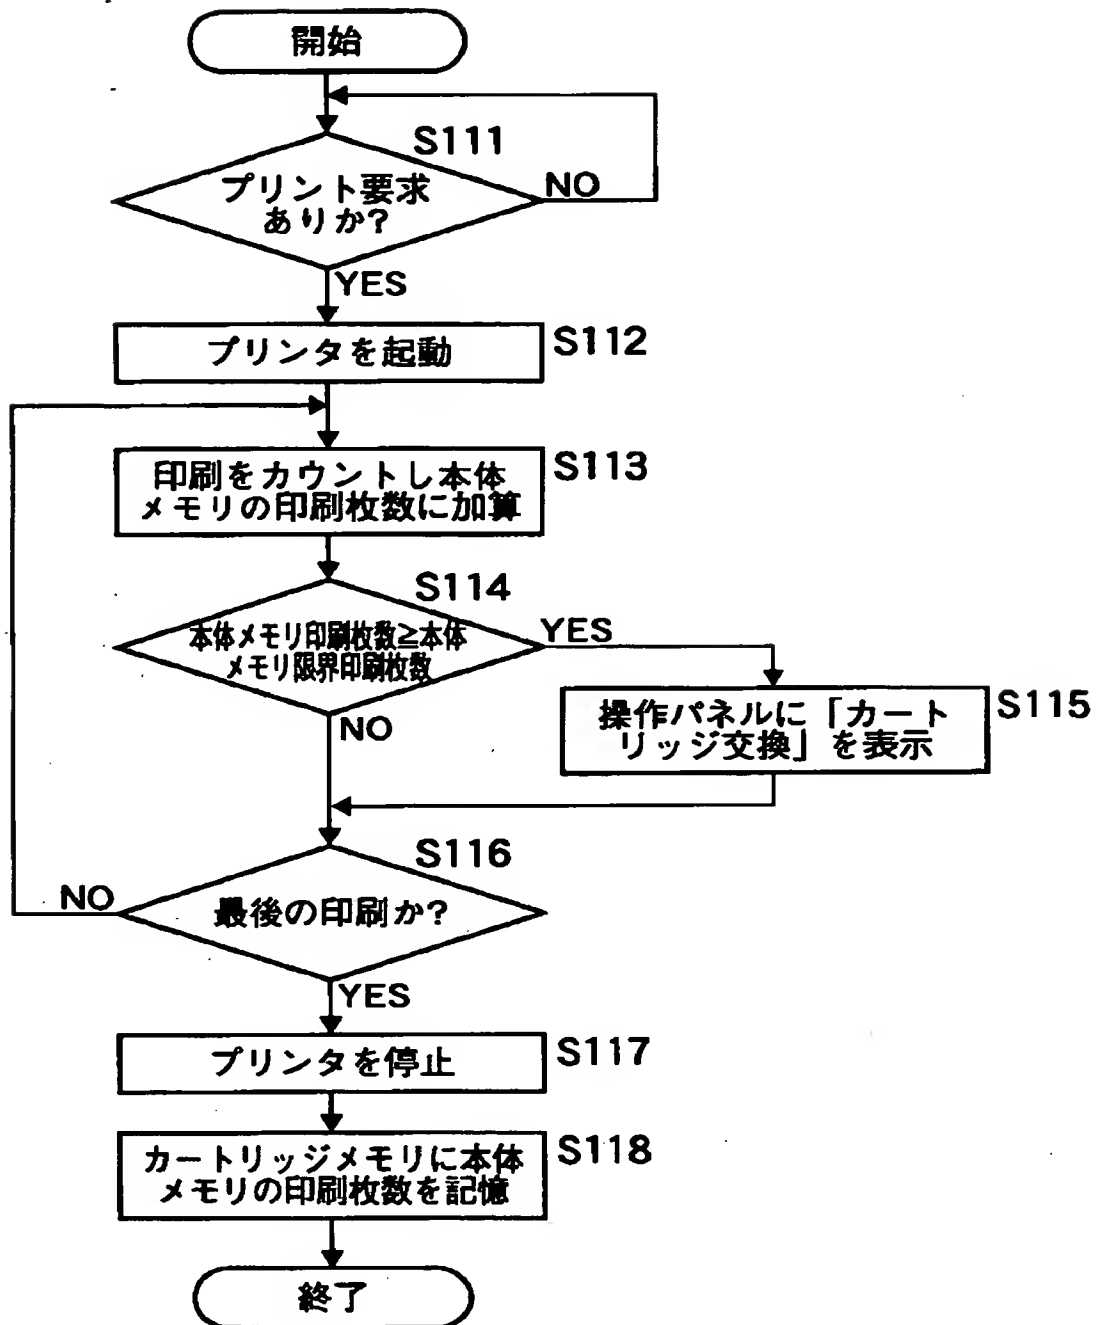 開始
S111
プリント要求
ありか?
NO
YES
プリンタを起動
S112
印刷をカウントし本体
メモリの印刷枚数に加算
S113
S114
本体メモリ印刷枚数≧本体
メモリ限界印刷枚数
YES
NO
操作パネルに「カート
リッジ交換」を表示
S115
S116
最後の印刷か?
NO
YES
プリンタを停止
S117
カートリッジメモリに本体
メモリの印刷枚数を記憶
S118
終了